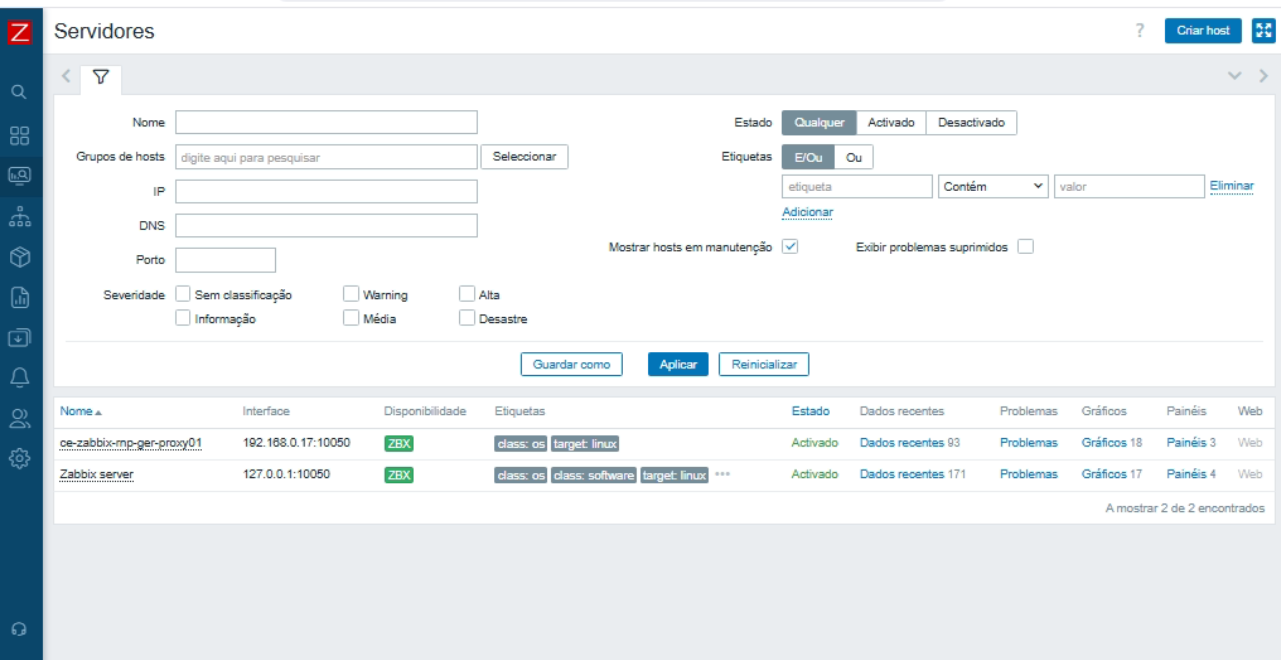 Z Servidores ? Criar host
Nome Estado Qualquer Activado Desactivado
Grupos de hosts digite aqui para pesquisar Seleccionar Etiquetas E/Ou Ou
IP etiqueta Contém valor Eliminar
DNS Adicionar
Mostrar hosts em manutenção Exibir problemas suprimidos
Porto
Severidade Sem classificação Warning Alta
Informação Média Desastre
Guardar como Aplicar Reinicializar
Nome Interface Disponibilidade Etiquetas Estado Dados recentes Problemas Gráficos Painéis Web
ce-zabbix-rnp-ger-proxy01 192.168.0.17:10050 ZBX class: os target: linux Activado Dados recentes 93 Problemas Gráficos 18 Painéis 3 Web
Zabbix server 127.0.0.1:10050 ZBX class: os class: software target: linux ••• Activado Dados recentes 171 Problemas Gráficos 17 Painéis 4 Web
A mostrar 2 de 2 encontrados